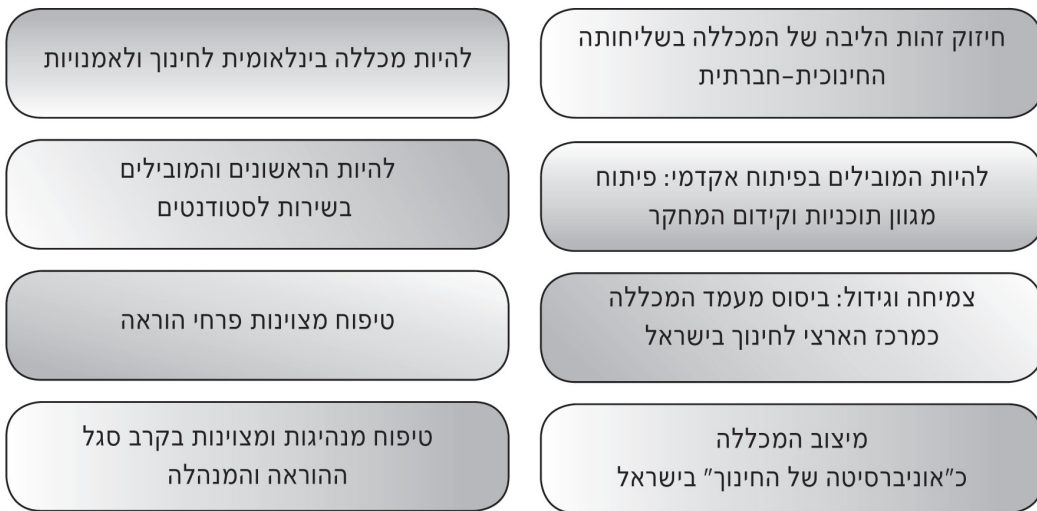 חיזוק זהות הליבה של המכללה בשליחותה
החינוכית-חברתית
להיות מכללה בינלאומית לחינוך ולאמנויות
להיות המובילים בפיתוח אקדמי: פיתוח
מגוון תוכניות וקידום המחקר
להיות הראשונים והמובילים
בשירות לסטודנטים
צמיחה וגידול: ביסוס מעמד המכללה
כמרכז הארצי לחינוך בישראל
טיפוח מצוינות פרחי הוראה
מיצוב המכללה
כ"אוניברסיטה של החינוך" בישראל
טיפוח מנהיגות ומצוינות בקרב סגל
ההוראה והמנהלה